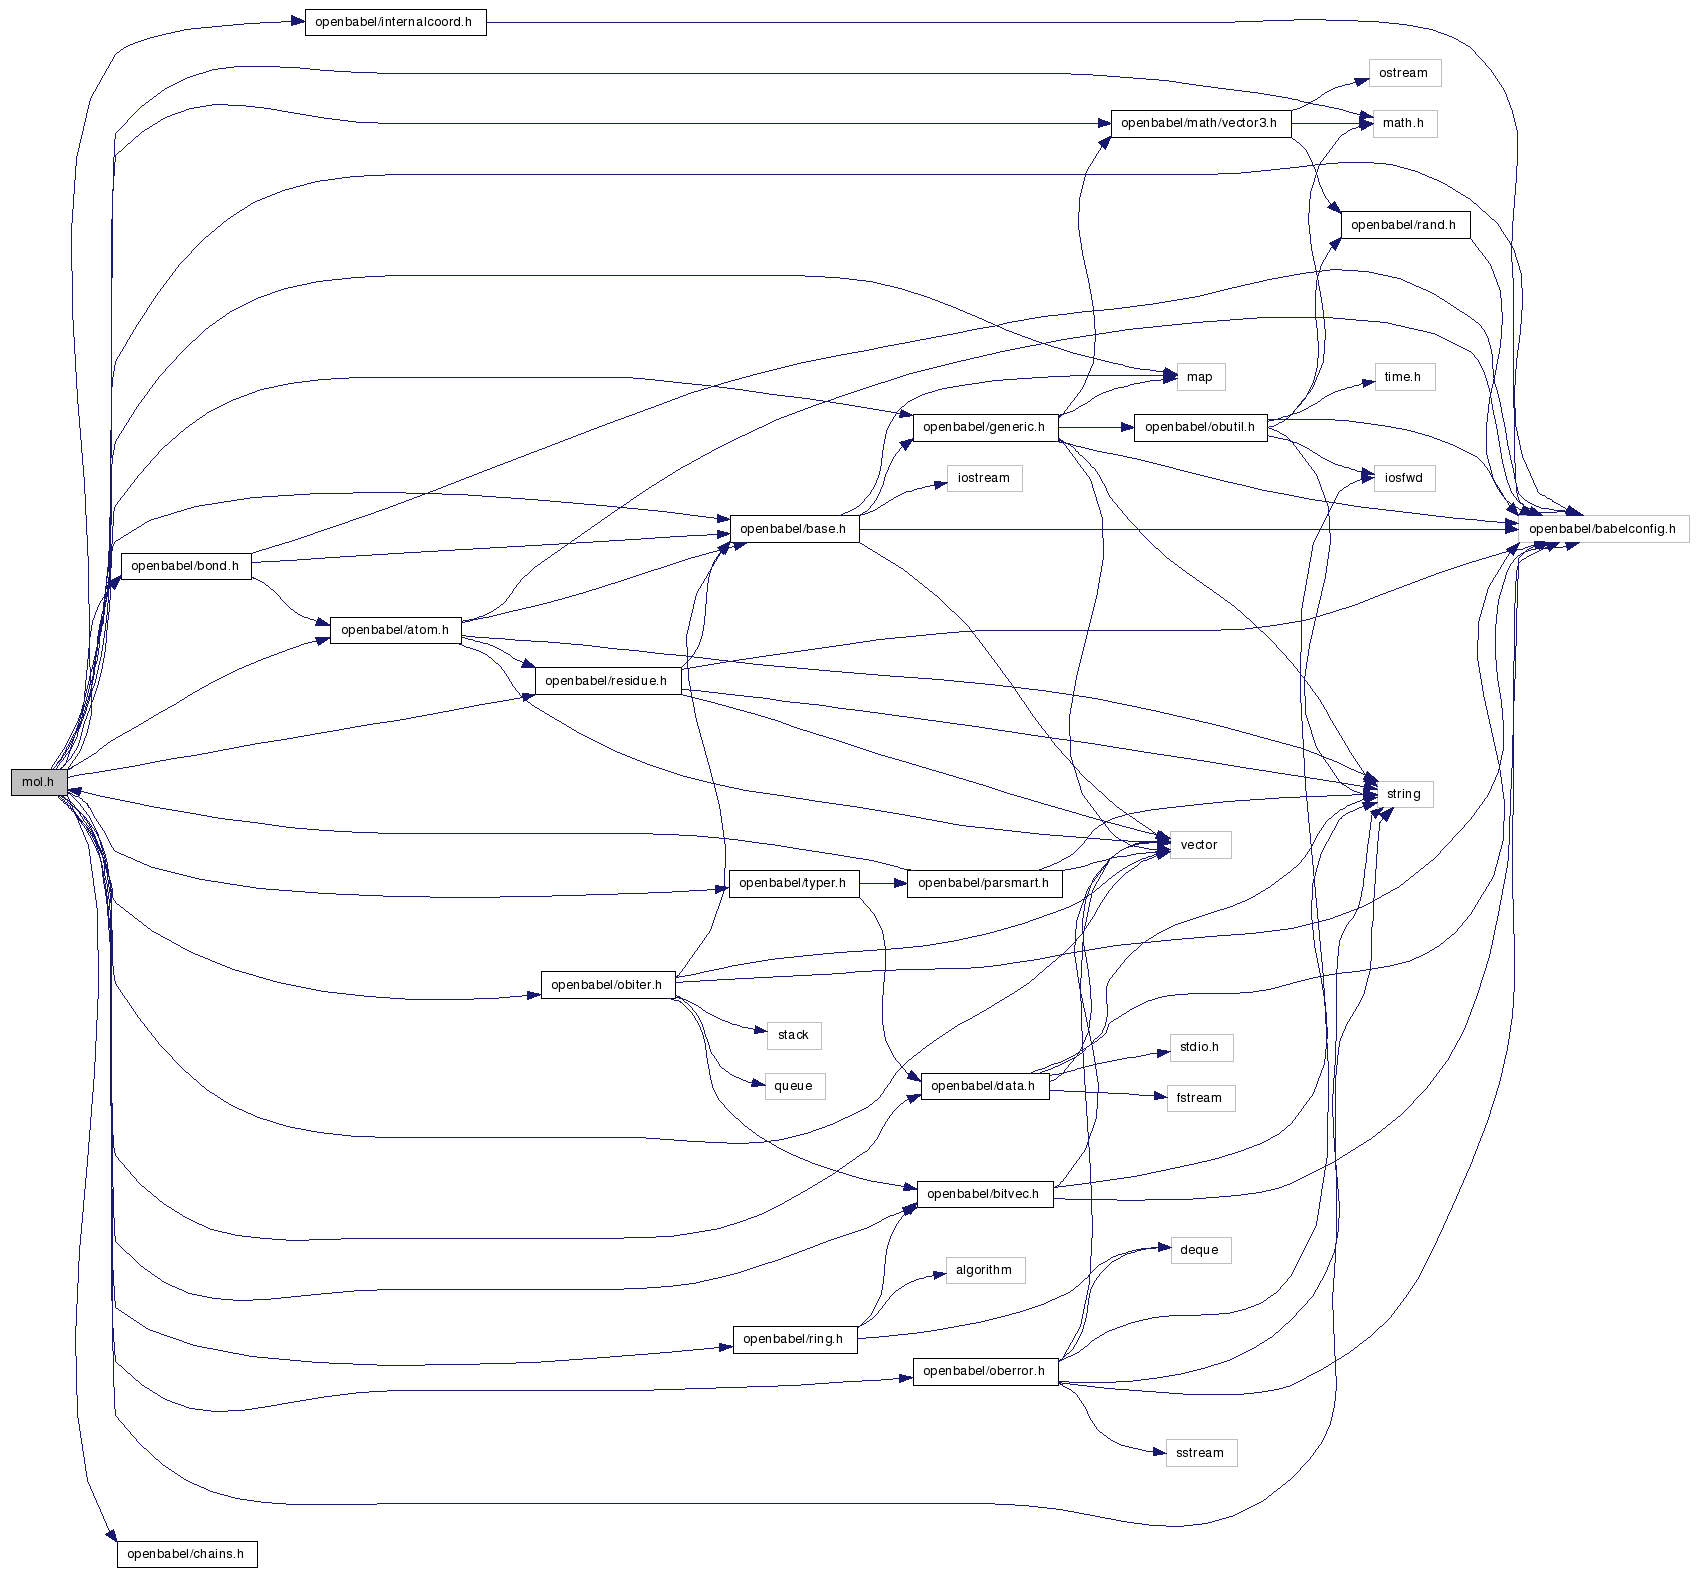 openbabel/internalcoord.h
ostream
openbabel/math/vector3.h
math.h
openbabel/rand.h
map
time.h
openbabel/generic.h
openbabel/obutil.h
iostream
iosfwd
openbabel/base.h
openbabel/babelconfig.h
openbabel/bond.h
openbabel/atom.h
openbabel/residue.h
mol.h
string
vector
openbabel/typer.h
openbabel/parsmart.h
openbabel/obiter.h
stack
stdio.h
queue
openbabel/data.h
fstream
openbabel/bitvec.h
deque
algorithm
openbabel/ring.h
openbabel/oberror.h
sstream
openbabel/chains.h